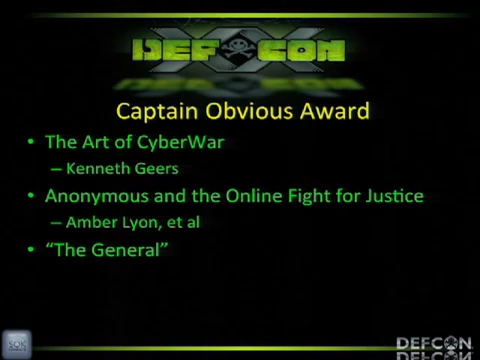 DEF CON
XX
Captain Obvious Award
• The Art of CyberWar
– Kenneth Geers
• Anonymous and the Online Fight for Justice
– Amber Lyon, et al
• “The General”
DEFCON